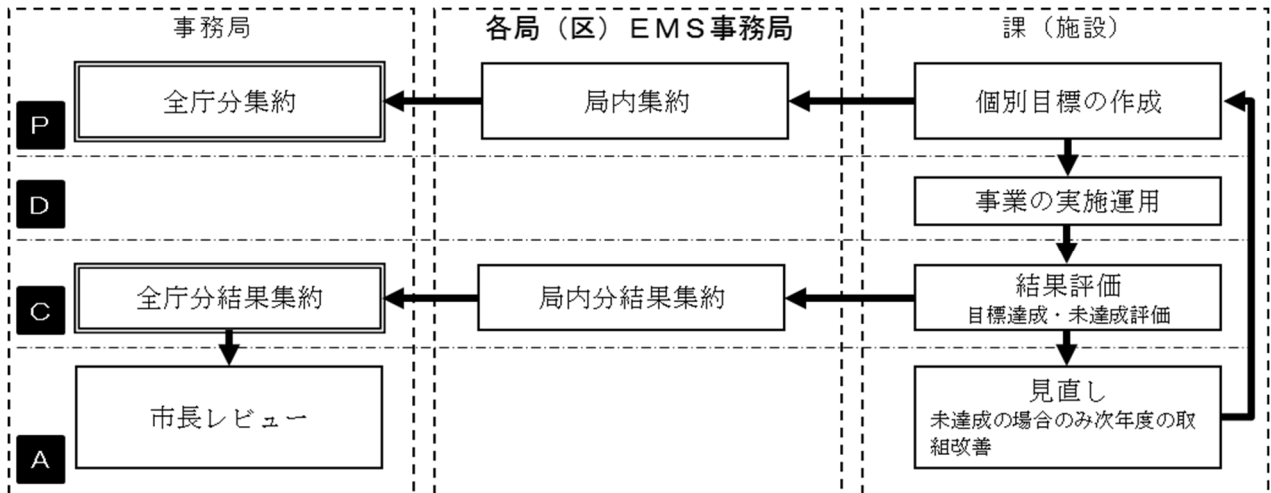 事務局
各局（区）ＥＭＳ事務局
課（施設）
P
全庁分集約
局内集約
個別目標の作成
D
事業の実施運用
C
全庁分結果集約
局内分結果集約
結果評価
目標達成・未達成評価
A
市長レビュー
見直し
未達成の場合のみ次年度の取
組改善